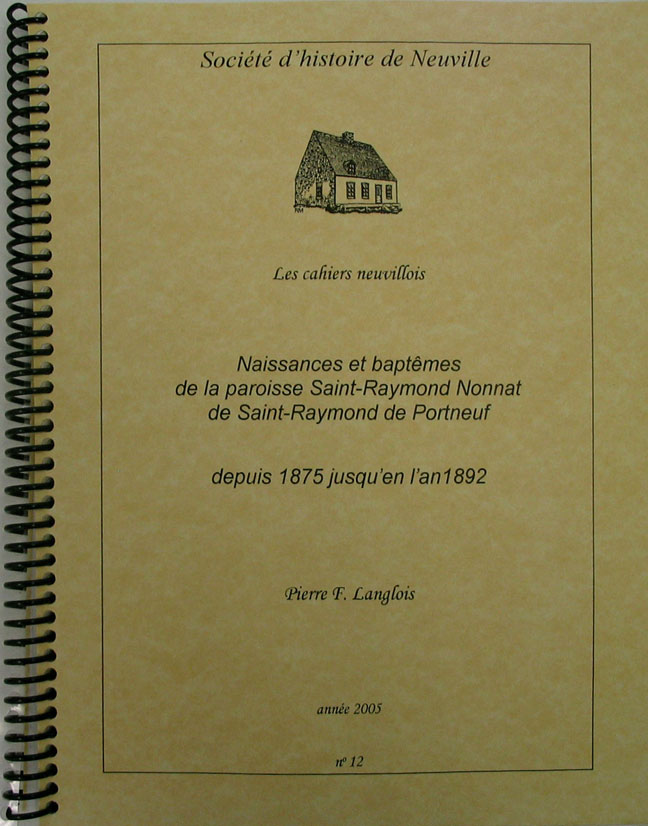 Société d'histoire de Neuville
NM
Les cahiers neuvillois
Naissances et baptêmes
de la paroisse Saint-Raymond Nonnat
de Saint-Raymond de Portneuf
depuis 1875 jusqu'en l'an1892
Pierre F. Langlois
année 2005
nº 12